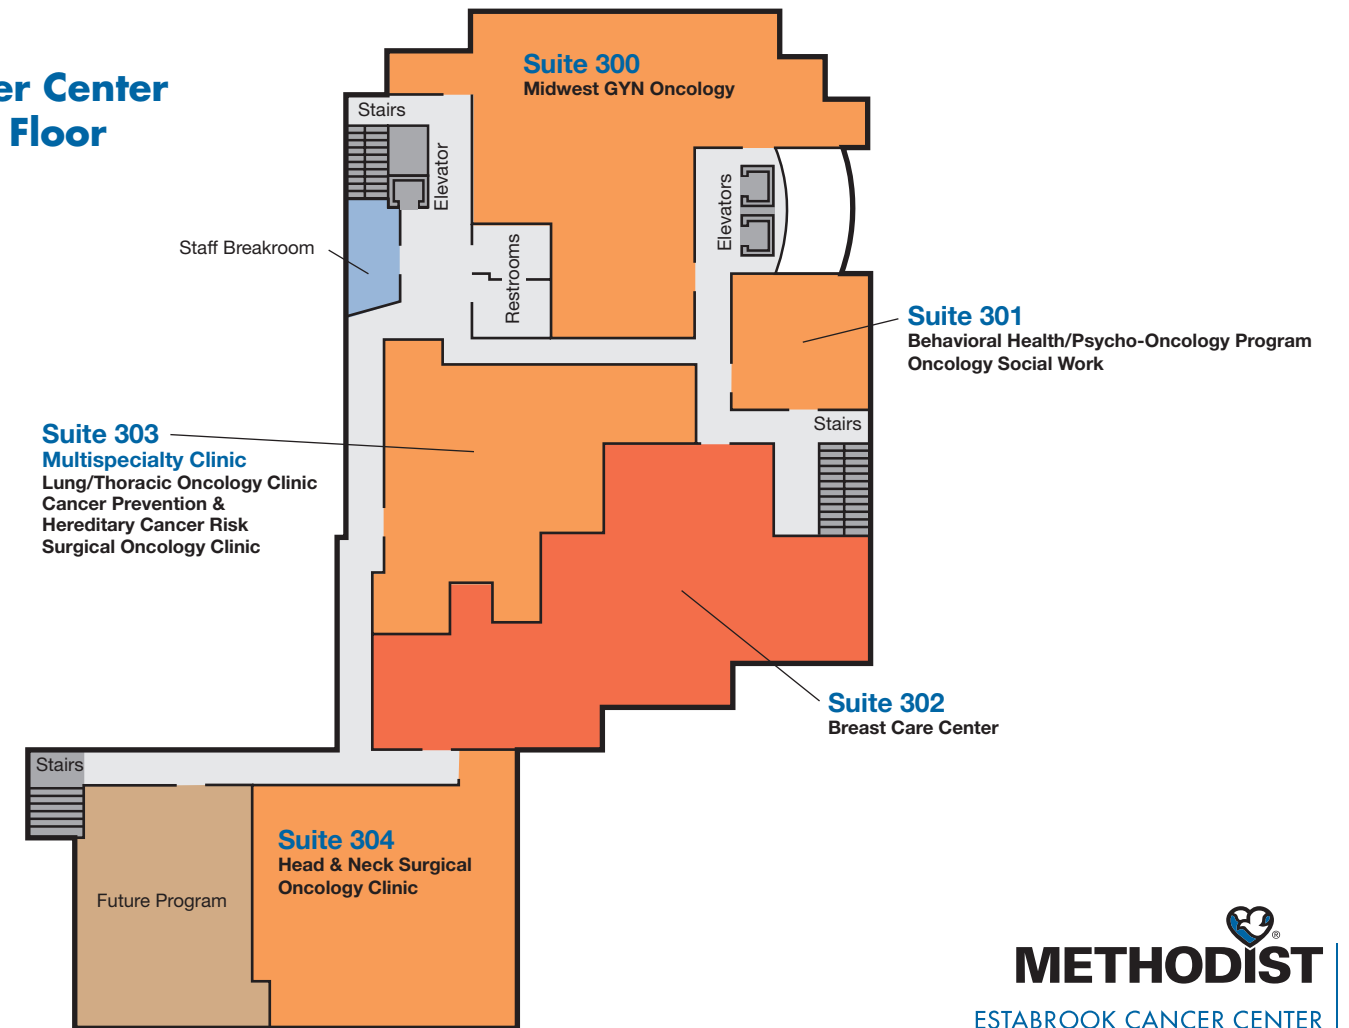 er Center
Floor
Suite 300
Midwest GYN Oncology
Stairs
Elevator
Elevators
Staff Breakroom
Restrooms
Suite 301
Behavioral Health/Psycho-Oncology Program
Oncology Social Work
Stairs
Suite 303
Multispecialty Clinic
Lung/Thoracic Oncology Clinic
Cancer Prevention &
Hereditary Cancer Risk
Surgical Oncology Clinic
Suite 302
Breast Care Center
Stairs
Suite 304
Head & Neck Surgical
Oncology Clinic
Future Program
®
METHODIST
ESTABROOK CANCER CENTER